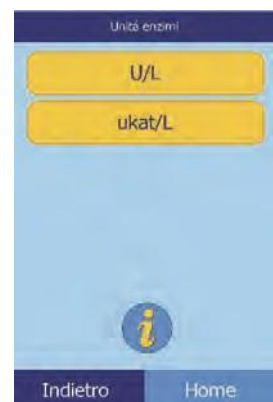 Unità enzimi
U/L
ukat/L
i
Indietro
Home